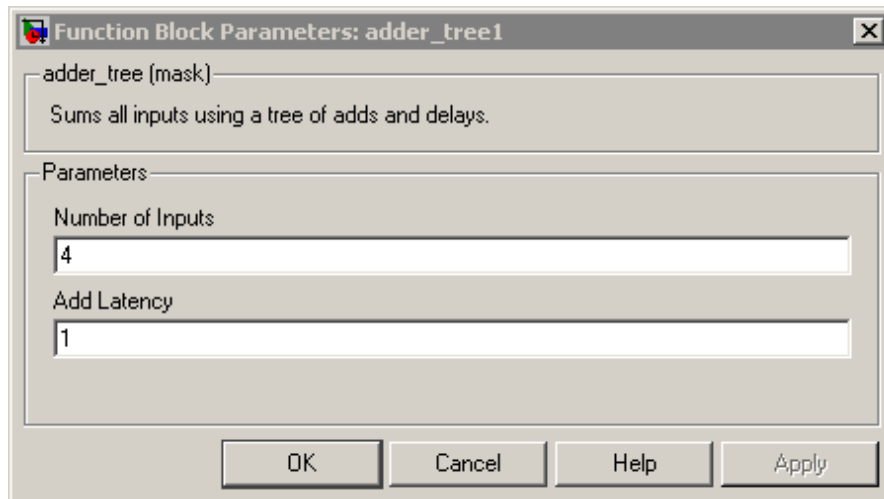 Function Block Parameters: adder_tree1
adder_tree (mask)
Sums all inputs using a tree of adds and delays.
Parameters
Number of Inputs
4
Add Latency
1
OK Cancel Help Apply